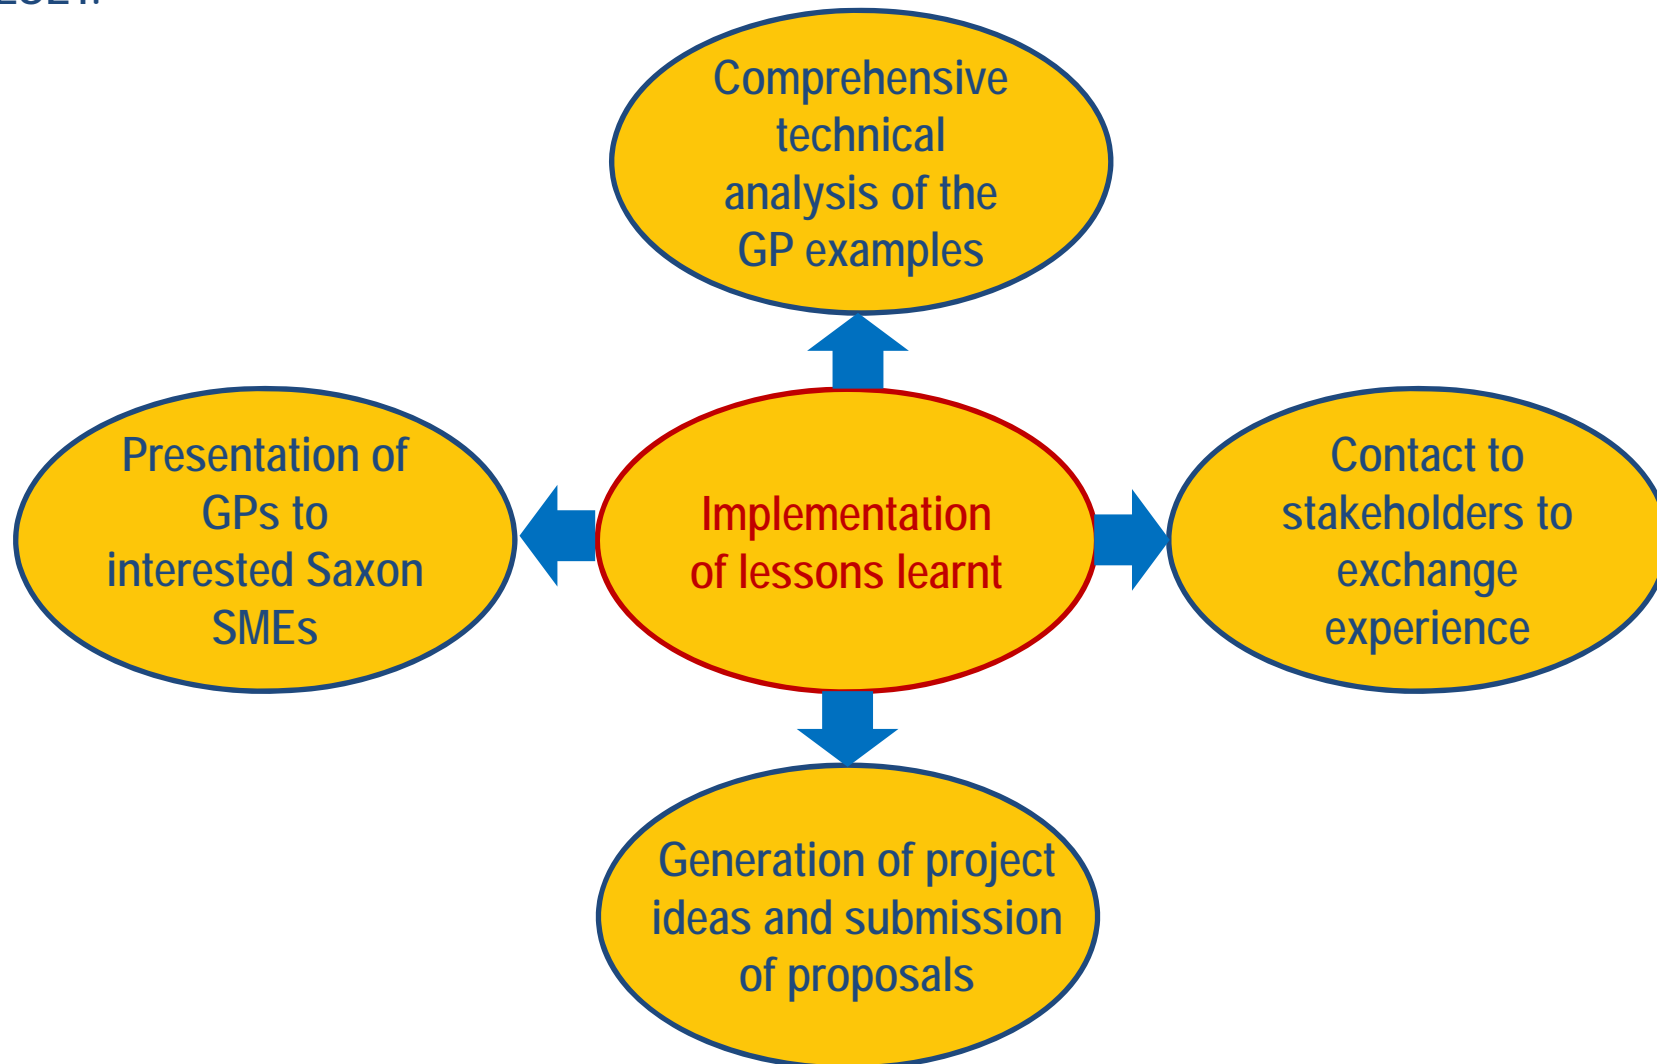 Comprehensive
technical
analysis of the
GP examples
Presentation of
GPs to
interested Saxon
SMEs
Implementation
of lessons learnt
Contact to
stakeholders to
exchange
experience
Generation of project
ideas and submission
of proposals